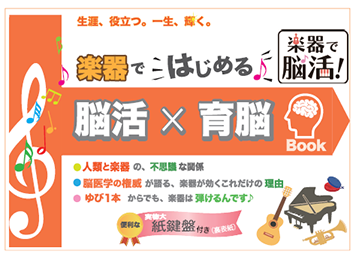 生涯、役立つ。一生、輝く。
楽器で はじめる
楽器で
脳活!
脳活 × 育脳
Book
人類と楽器 の、不思議な関係
脳医学の権威 が語る、楽器が効くこれだけの 理由
ゆび1本 からでも、楽器は 弾けるんです♪
便利な
実物大
紙鍵盤 付き(裏表紙)